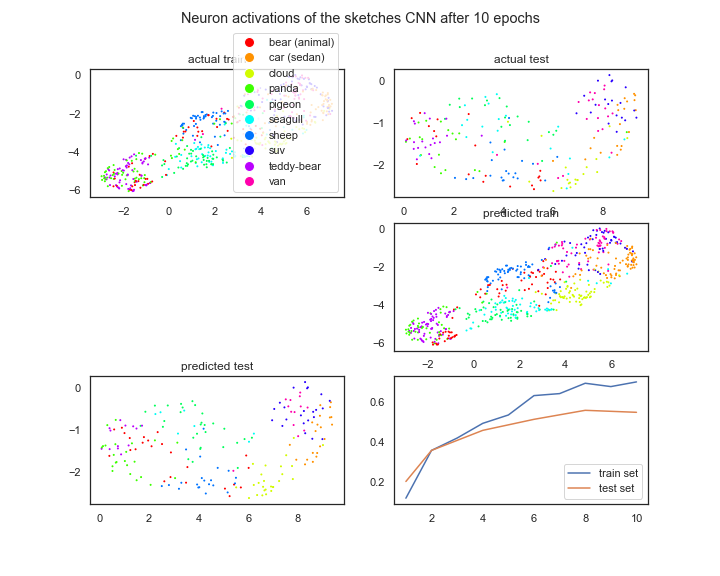 Neuron activations of the sketches CNN after 10 epochs
actual train
bear (animal)
car (sedan)
cloud
panda
pigeon
seagull
sheep
suv
teddy-bear
van
0
−2
−4
−6
−2
0
2
4
6
actual test
0
−1
−2
0
2
4
6
8
predicted train
0
−2
−4
−6
−2
0
2
4
6
predicted test
0
−1
−2
0
2
4
6
8
0.6
0.4
0.2
train set
test set
2
4
6
8
10